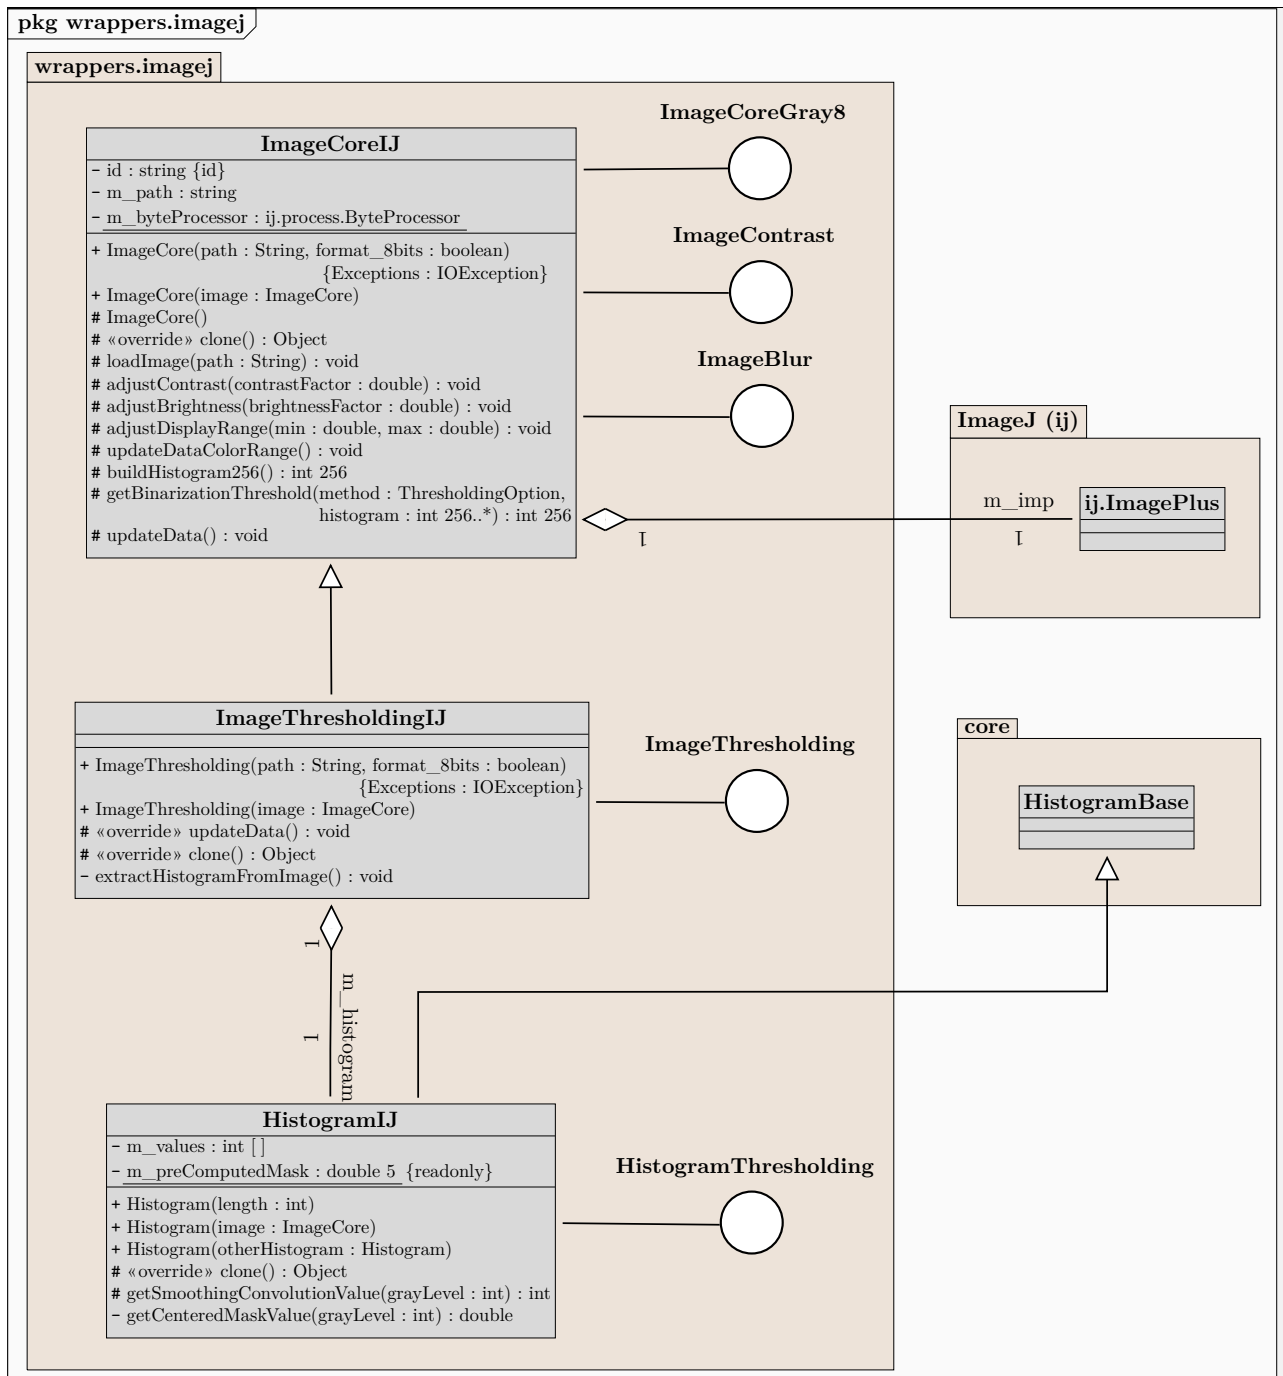 pkg wrappers.imagej
wrappers.imagej
ImageCoreGray8
ImageCoreIJ
- id : string {id}
- m_path : string
- m_byteProcessor : ij.process.ByteProcessor
+ ImageCore(path : String, format_8bits : boolean)
{Exceptions : IOException}
+ ImageCore(image : ImageCore)
# ImageCore()
# «override» clone() : Object
# loadImage(path : String) : void
# adjustContrast(contrastFactor : double) : void
# adjustBrightness(brightnessFactor : double) : void
# adjustDisplayRange(min : double, max : double) : void
# updateDataColorRange() : void
# buildHistogram256() : int 256
# getBinarizationThreshold(method : ThresholdingOption,
histogram : int 256..*) : int 256
# updateData() : void
ImageContrast
ImageBlur
ImageJ (ij)
m_imp
ij.ImagePlus
1
1
ImageThresholdingIJ
+ ImageThresholding(path : String, format_8bits : boolean)
{Exceptions : IOException}
+ ImageThresholding(image : ImageCore)
# «override» updateData() : void
# «override» clone() : Object
- extractHistogramFromImage() : void
ImageThresholding
core
HistogramBase
1
m_histogram
1
HistogramIJ
- m_values : int [ ]
- m_preComputedMask : double 5 {readonly}
+ Histogram(length : int)
+ Histogram(image : ImageCore)
+ Histogram(otherHistogram : Histogram)
# «override» clone() : Object
# getSmoothingConvolutionValue(grayLevel : int) : int
- getCenteredMaskValue(grayLevel : int) : double
HistogramThresholding